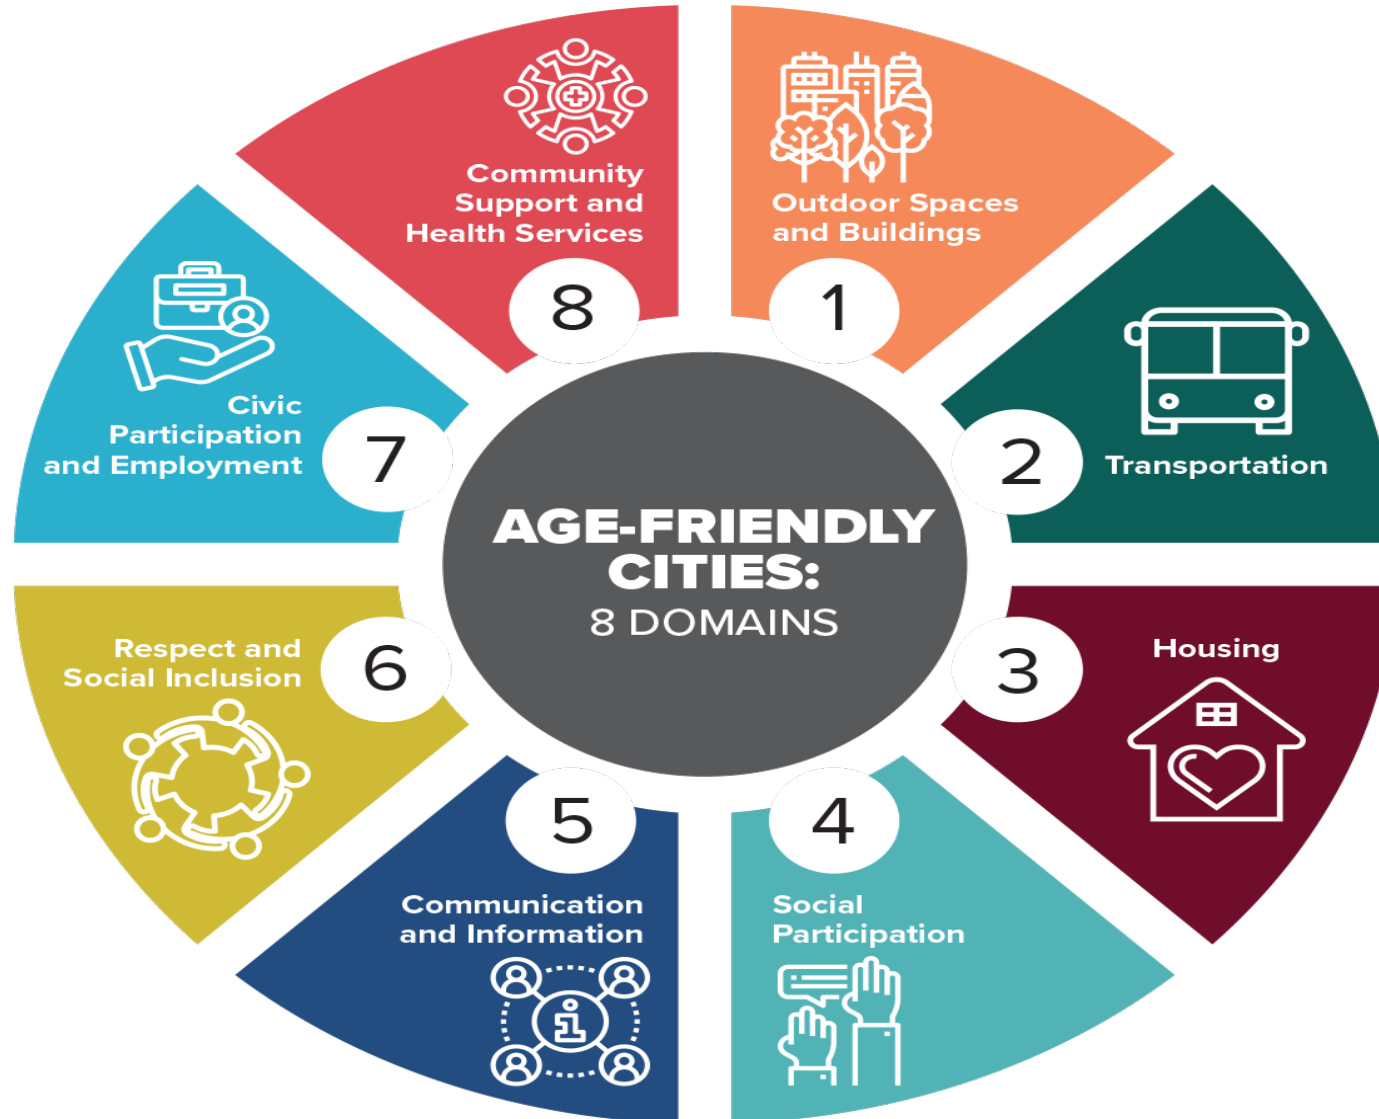 AGE-FRIENDLY
CITIES:
8 DOMAINS
1
Outdoor Spaces
and Buildings
2
Transportation
3
Housing
4
Social
Participation
5
Communication
and Information
6
Respect and
Social Inclusion
7
Civic
Participation
and Employment
8
Community
Support and
Health Services